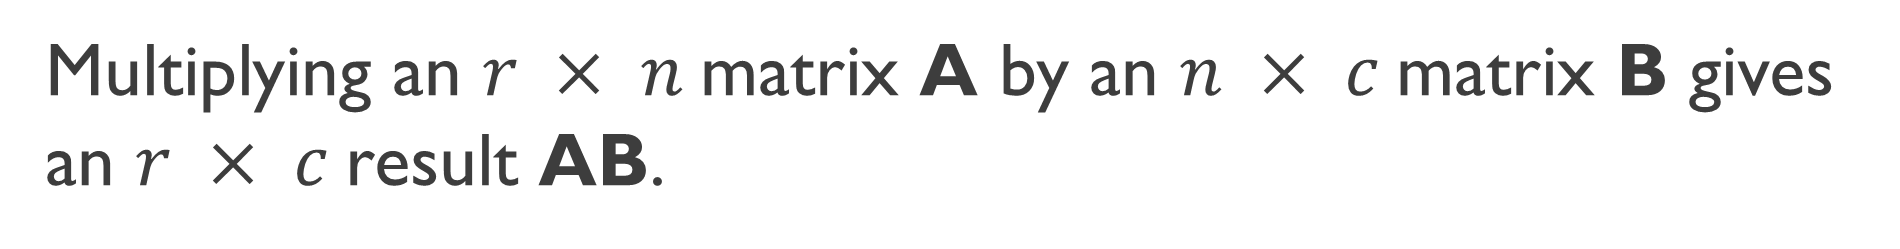 Multiplying an r × n matrix A by an n × c matrix B gives
an r × c result AB.